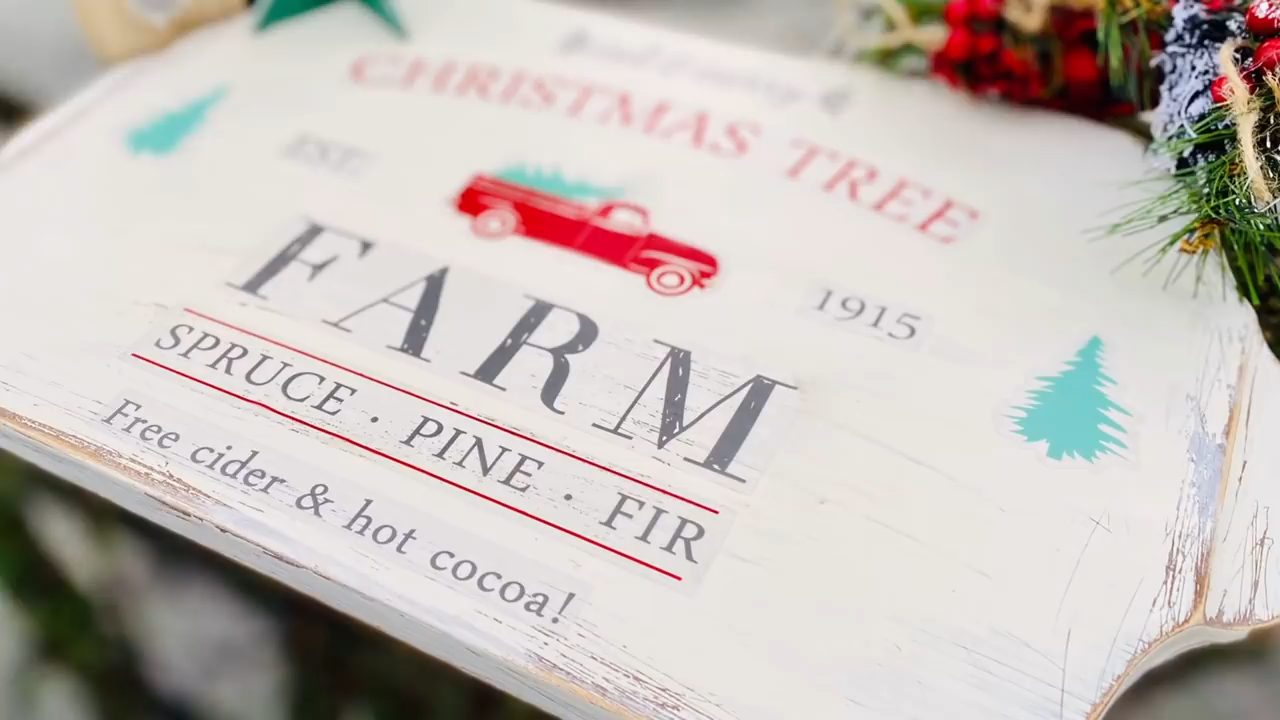 CHRISTMAS TREE
EST. 1915
FARM
SPRUCE · PINE · FIR
Free cider & hot cocoa!